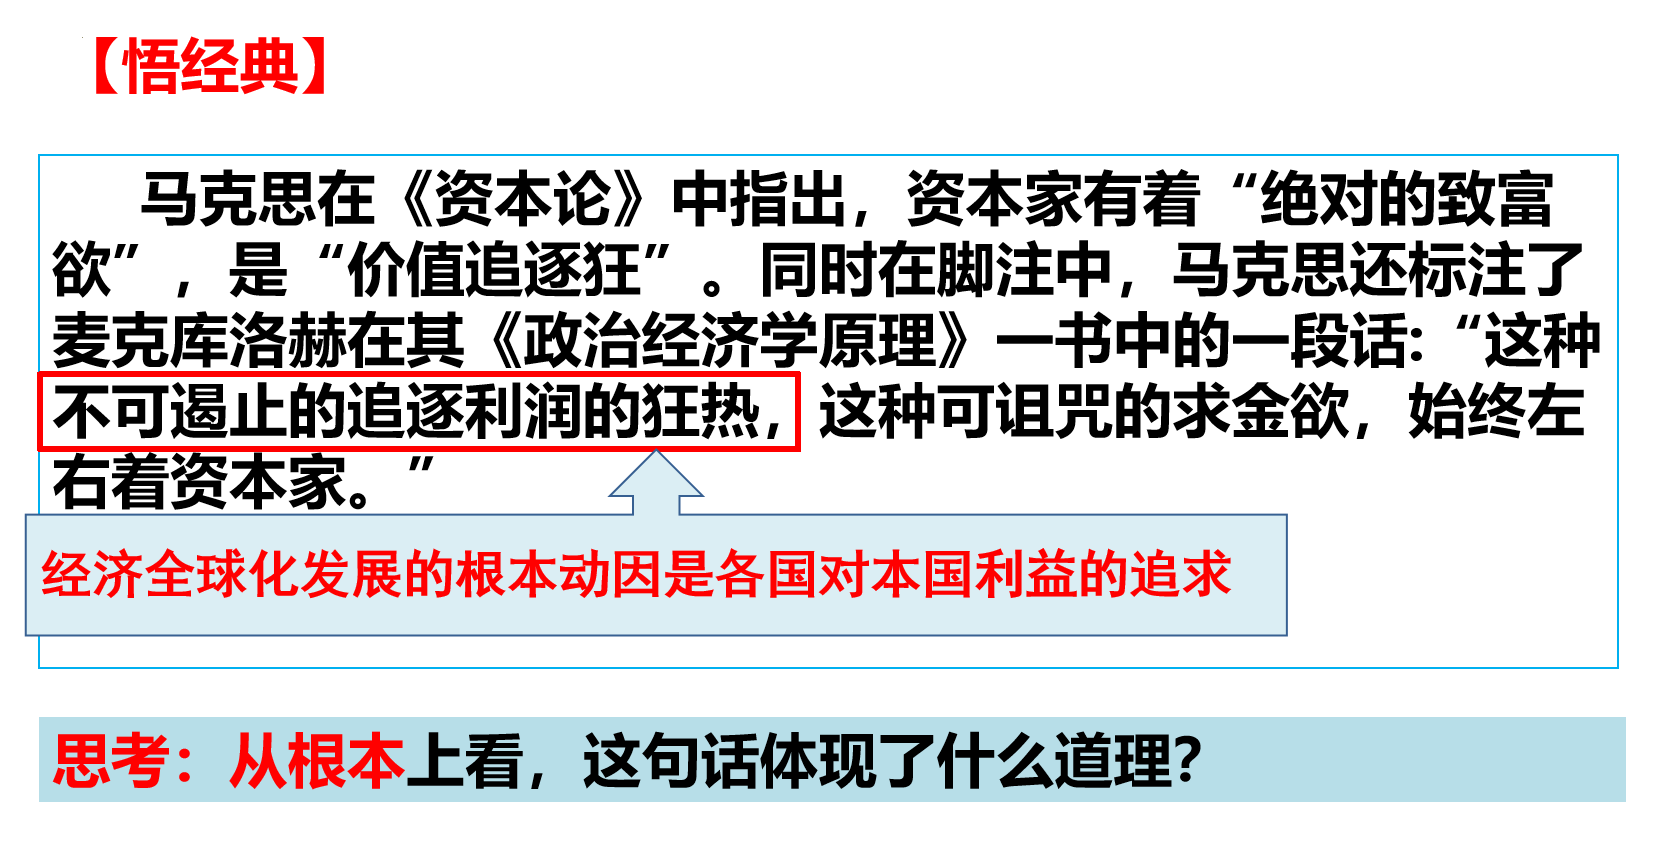 【悟经典】
马克思在《资本论》中指出，资本家有着“绝对的致富
欲”，是“价值追逐狂”。同时在脚注中，马克思还标注了
麦克库洛赫在其《政治经济学原理》一书中的一段话:“这种
不可遏止的追逐利润的狂热，这种可诅咒的求金欲，始终左
右着资本家。”
经济全球化发展的根本动因是各国对本国利益的追求
思考：从根本上看，这句话体现了什么道理?